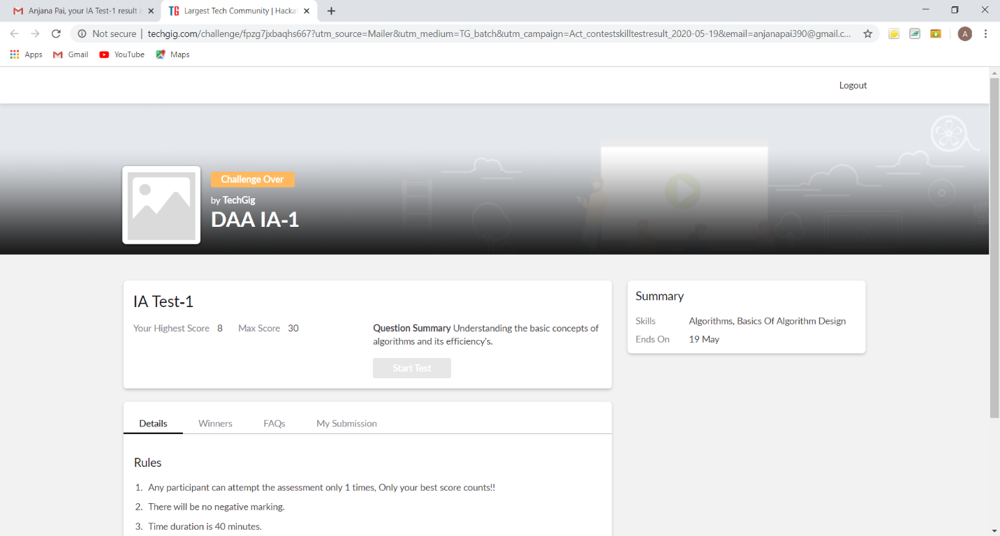 Anjana Pai, your IA Test-1 result i
Largest Tech Community | Hacka
Not secure | techgig.com/challenge/fpzg7jxbaqhs667?utm_source=Mailer&utm_medium=TG_batch&utm_campaign=Act_contestskilltestresult_2020-05-19&email=anjanapai390@gmail.c...
A
Apps Gmail YouTube Maps
Logout
Challenge Over
by TechGig
DAA IA-1
IA Test-1
Your Highest Score 8 Max Score 30
Question Summary Understanding the basic concepts of
algorithms and its efficiency's.
Start Test
Summary
Skills Algorithms, Basics Of Algorithm Design
Ends On 19 May
Details Winners FAQs My Submission
Rules
1. Any participant can attempt the assessment only 1 times, Only your best score counts!!
2. There will be no negative marking.
3. Time duration is 40 minutes.